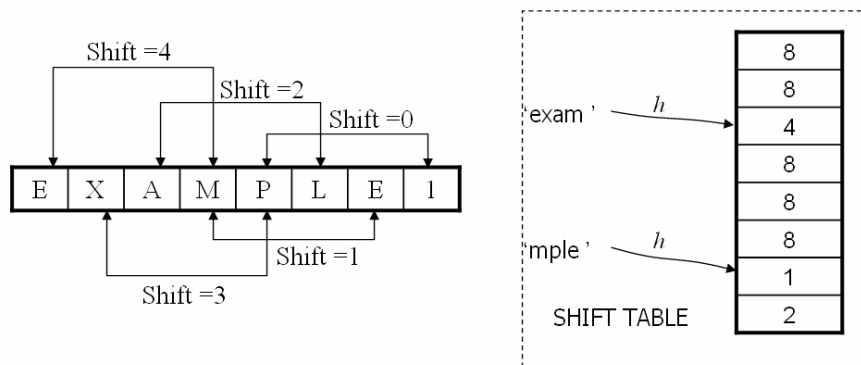 Shift =4
Shift =2
Shift =0
E X A M P L E 1
Shift =1
Shift =3
8
8
'exam ' h
4
8
8
8
'mple ' h
1
2
SHIFT TABLE